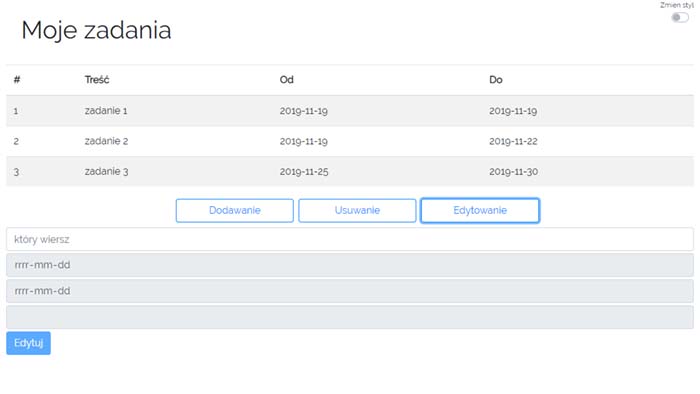 Zmien styl
Moje zadania
# Treść Od Do
1 zadanie 1 2019-11-19 2019-11-19
2 zadanie 2 2019-11-19 2019-11-22
3 zadanie 3 2019-11-25 2019-11-30
Dodawanie Usuwanie Edytowanie
który wiersz
rrrr-mm-dd
rrrr-mm-dd
Edytuj